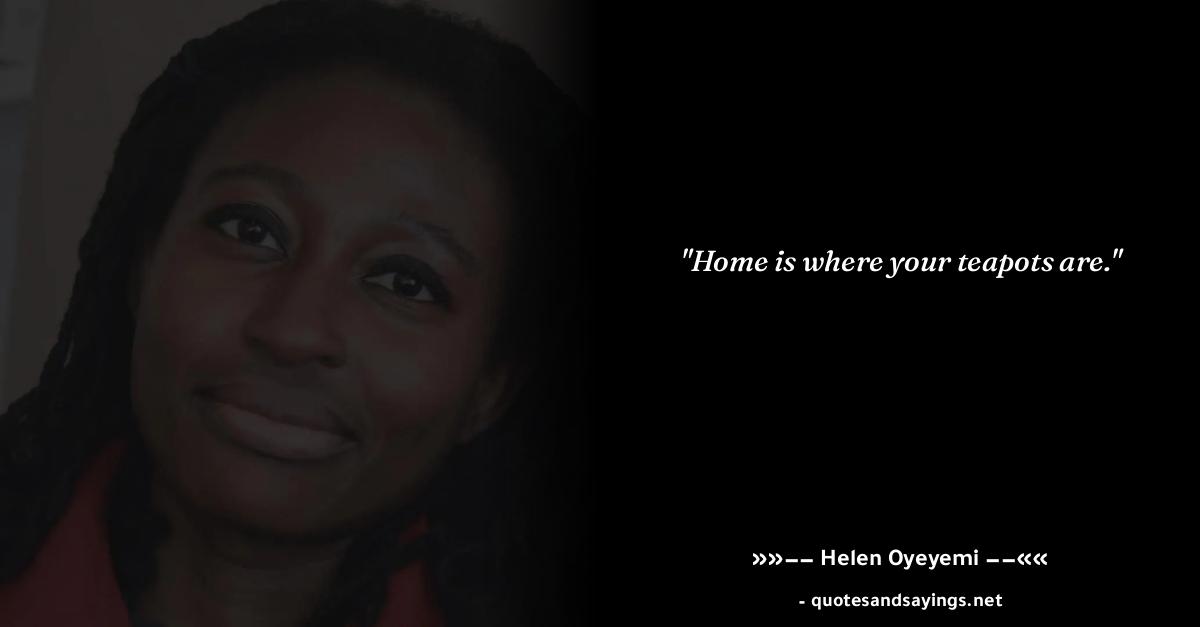 "Home is where your teapots are."
»»−− Helen Oyeyemi −−««
- quotesandsayings.net